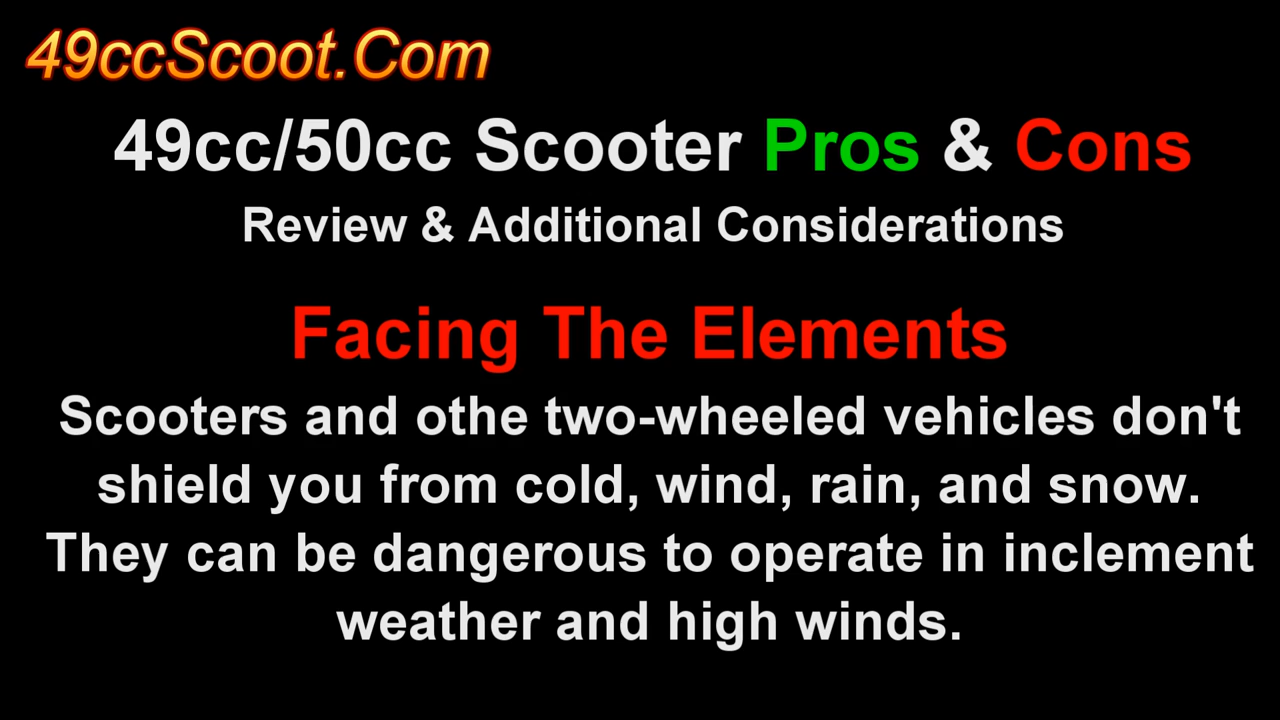 49ccScoot.Com
49cc/50cc Scooter Pros & Cons
Review & Additional Considerations
Facing The Elements
Scooters and othe two-wheeled vehicles don't
shield you from cold, wind, rain, and snow.
They can be dangerous to operate in inclement
weather and high winds.